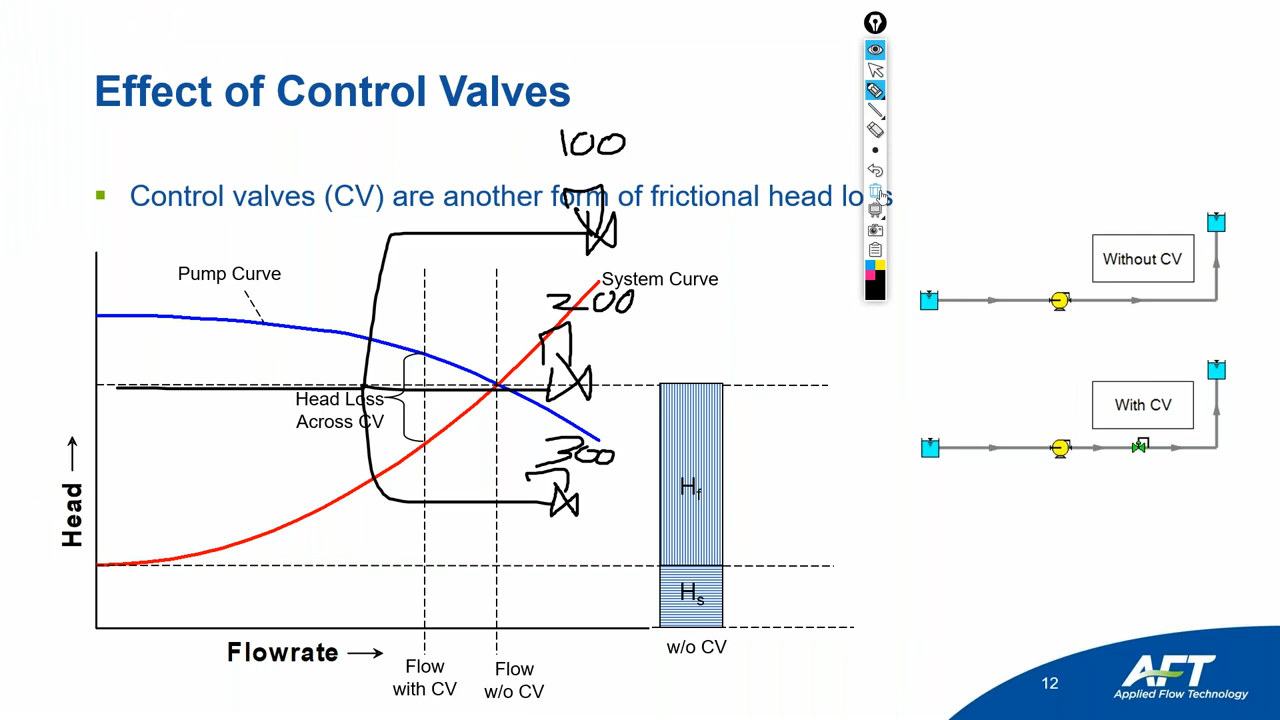 Effect of Control Valves
100
Control valves (CV) are another form of frictional head loss
Without CV
Pump Curve
System Curve
200
Head Loss
Across CV
With CV
300
Head
Hf
Hs
w/o CV
Flowrate
Flow
with CV
Flow
w/o CV
12
AFT
Applied Flow Technology